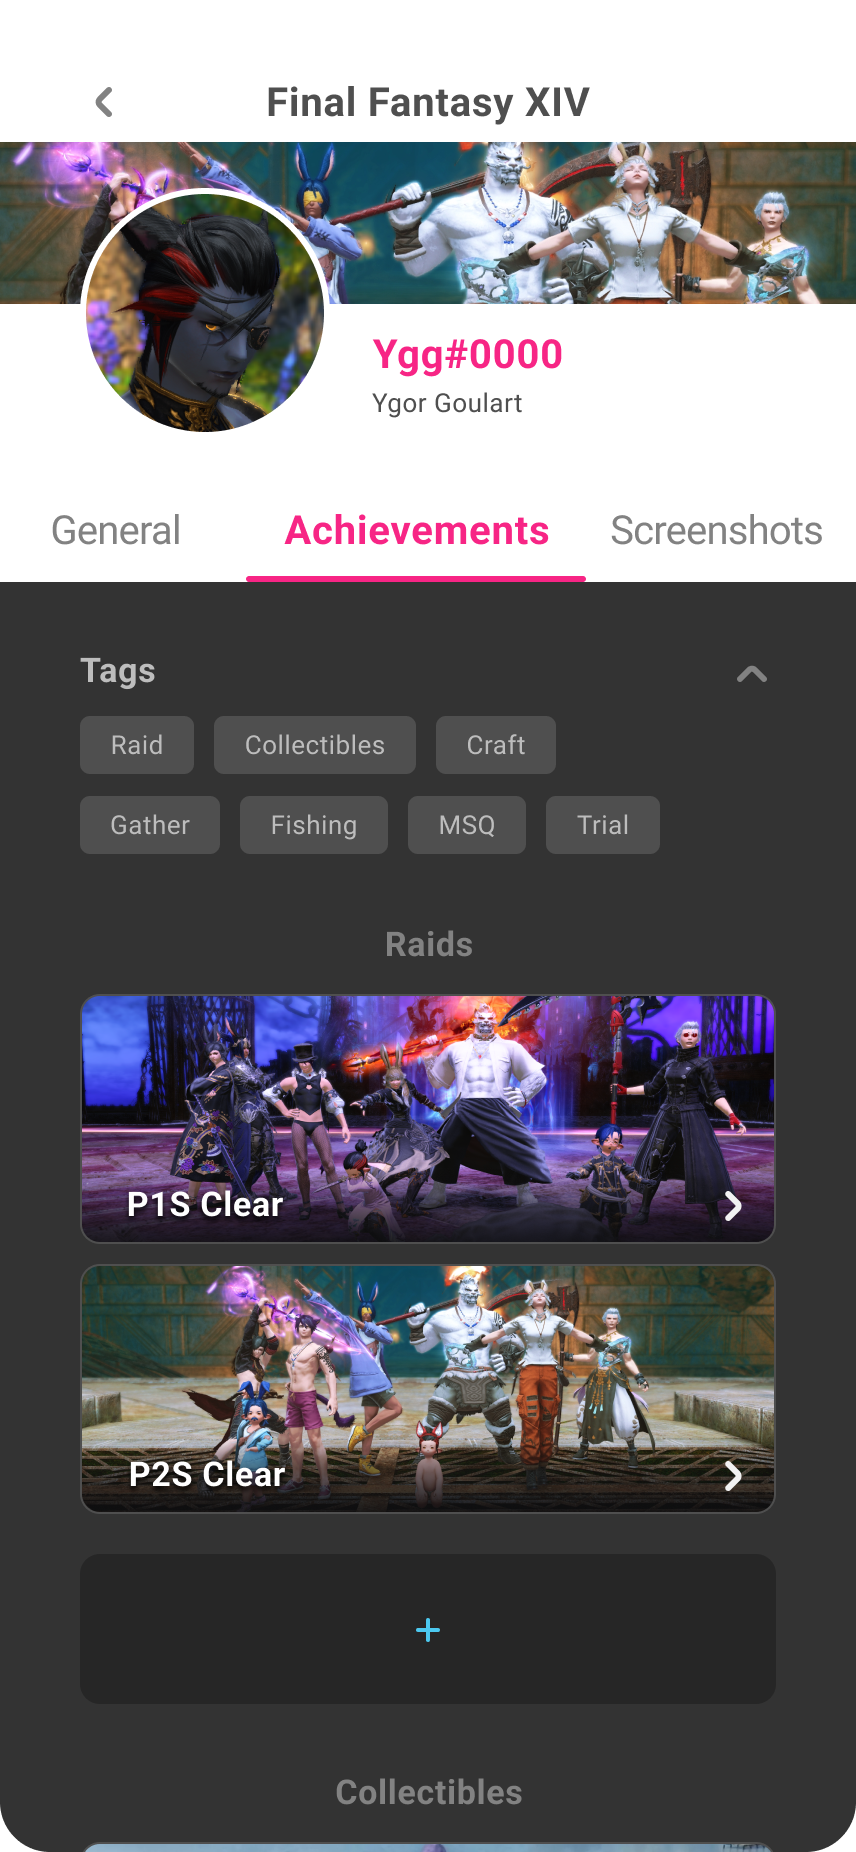 Final Fantasy XIV
Ygg#0000
Ygor Goulart
General Achievements Screenshots
Tags
Raid Collectibles Craft
Gather Fishing MSQ Trial
Raids
P1S Clear
P2S Clear
+
Collectibles